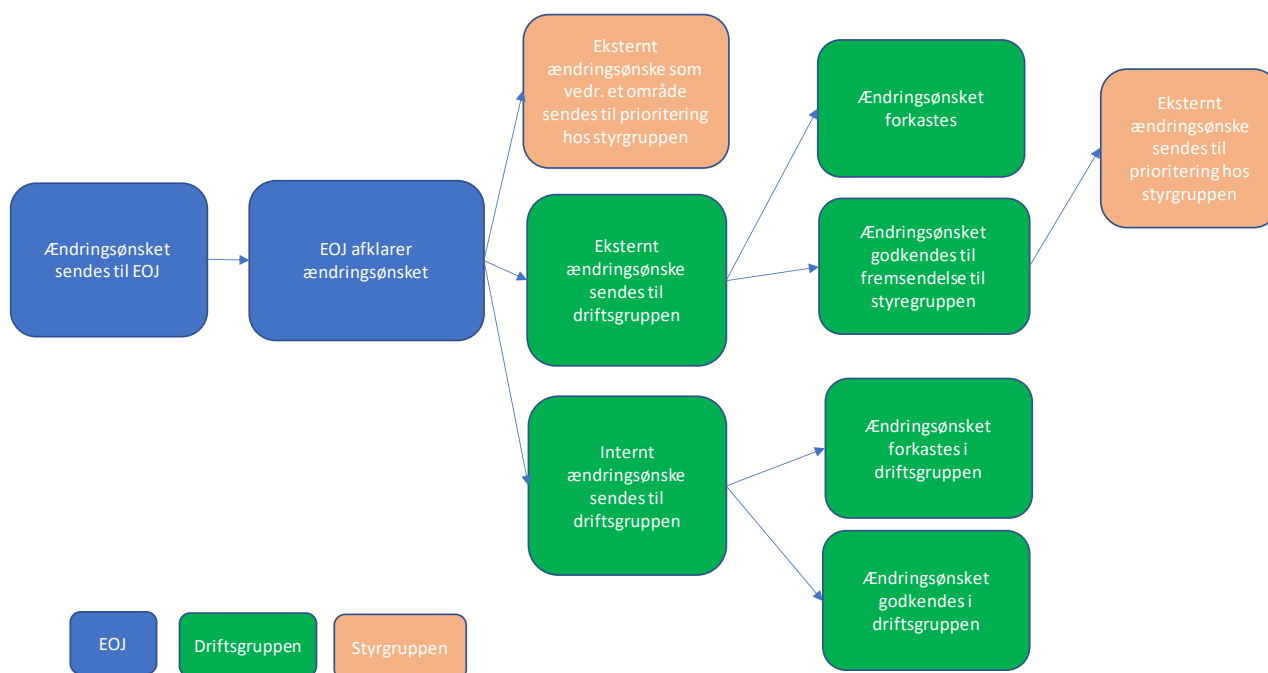 Ændringsønsket
sendes til EOJ
EOJ afklarer
ændringsønsket
Eksternt
ændringsønske som
vedr. et område
sendes til prioritering
hos styrgruppen
Eksternt
ændringsønske
sendes til
driftsgruppen
Internt
ændringsønske
sendes til
driftsgruppen
Ændringsønsket
forkastes
Ændringsønsket
godkendes til
fremsendelse til
styregruppen
Ændringsønsket
forkastes i
driftsgruppen
Ændringsønsket
godkendes i
driftsgruppen
Eksternt
ændringsønske
sendes til
prioritering hos
styrgruppen
EOJ
Driftsgruppen
Styrgruppen